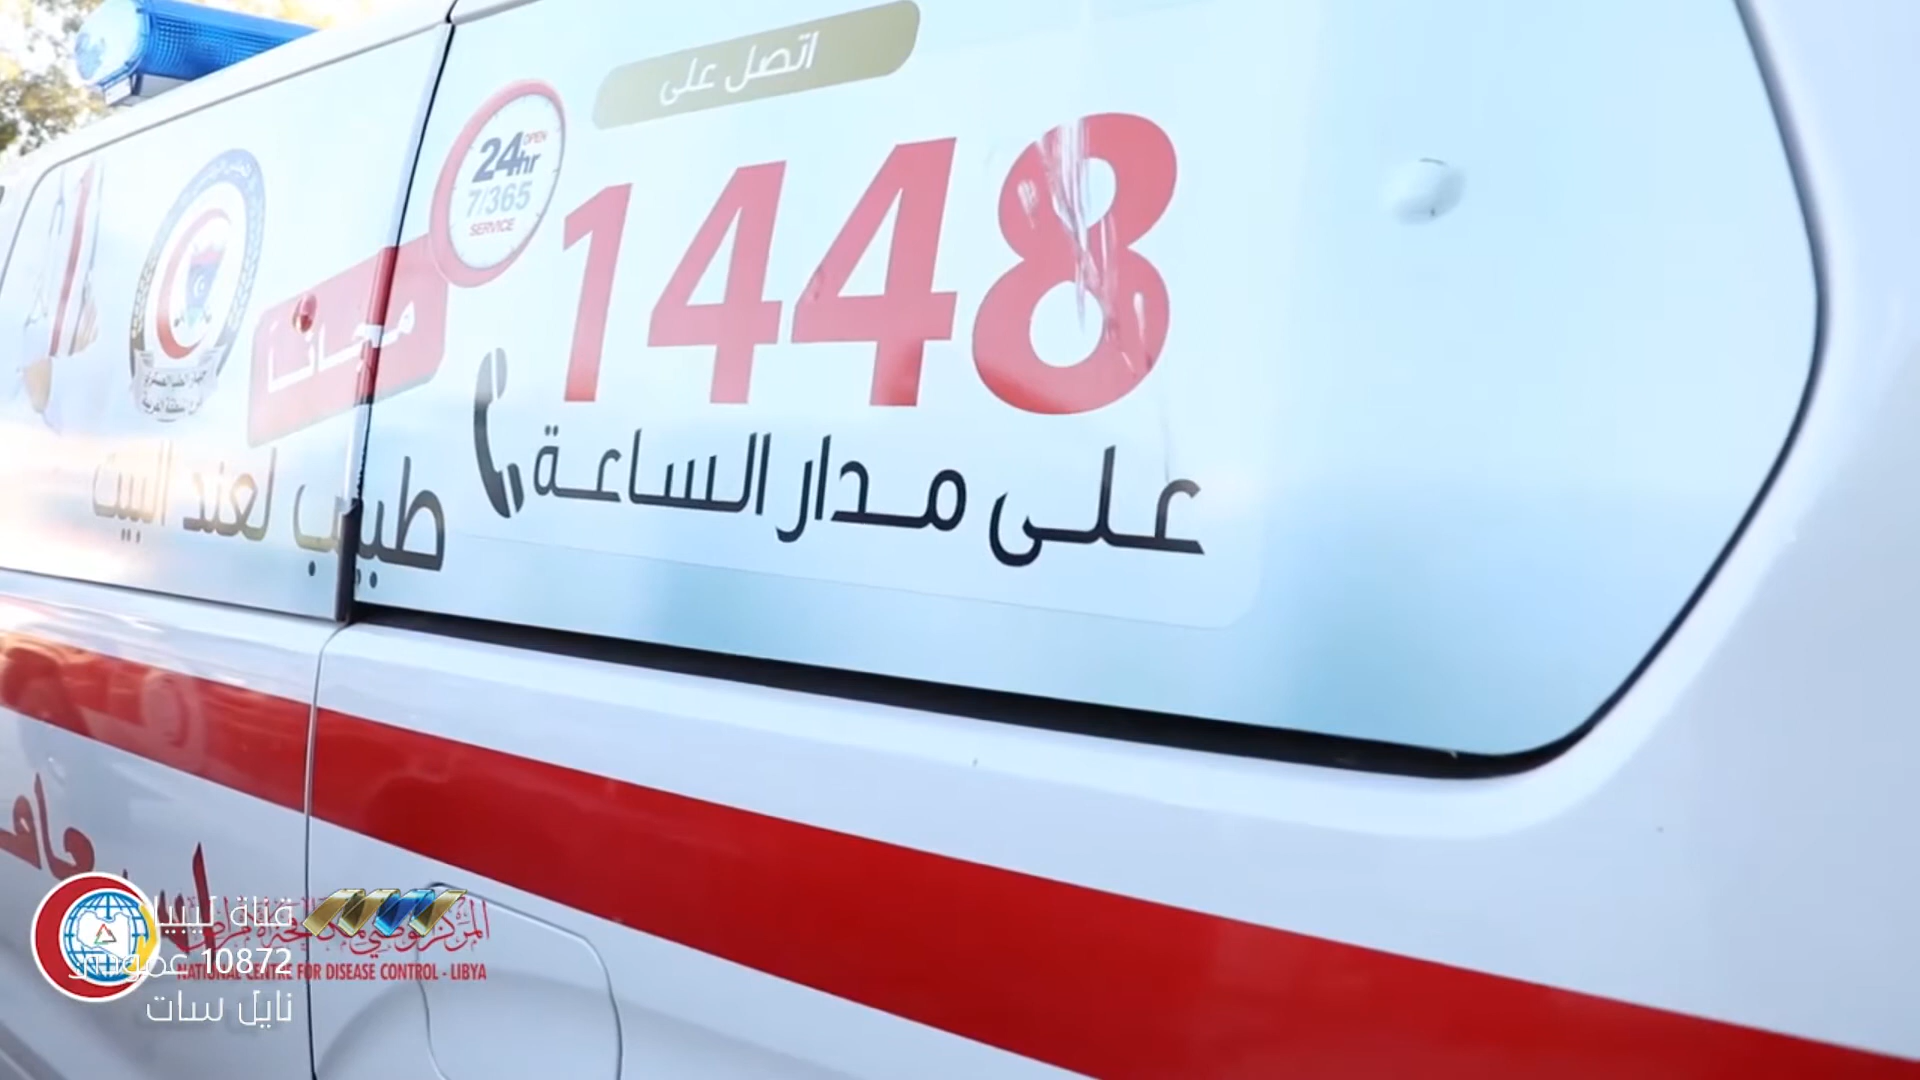 اتصل على
24hr
OPEN
7/365
SERVICE
1448
مجاناً
على مدار الساعة
طبيب لعند البيت
قناة ليبيا
10872 عمودي
نايل سات
NATIONAL CENTRE FOR DISEASE CONTROL - LIBYA